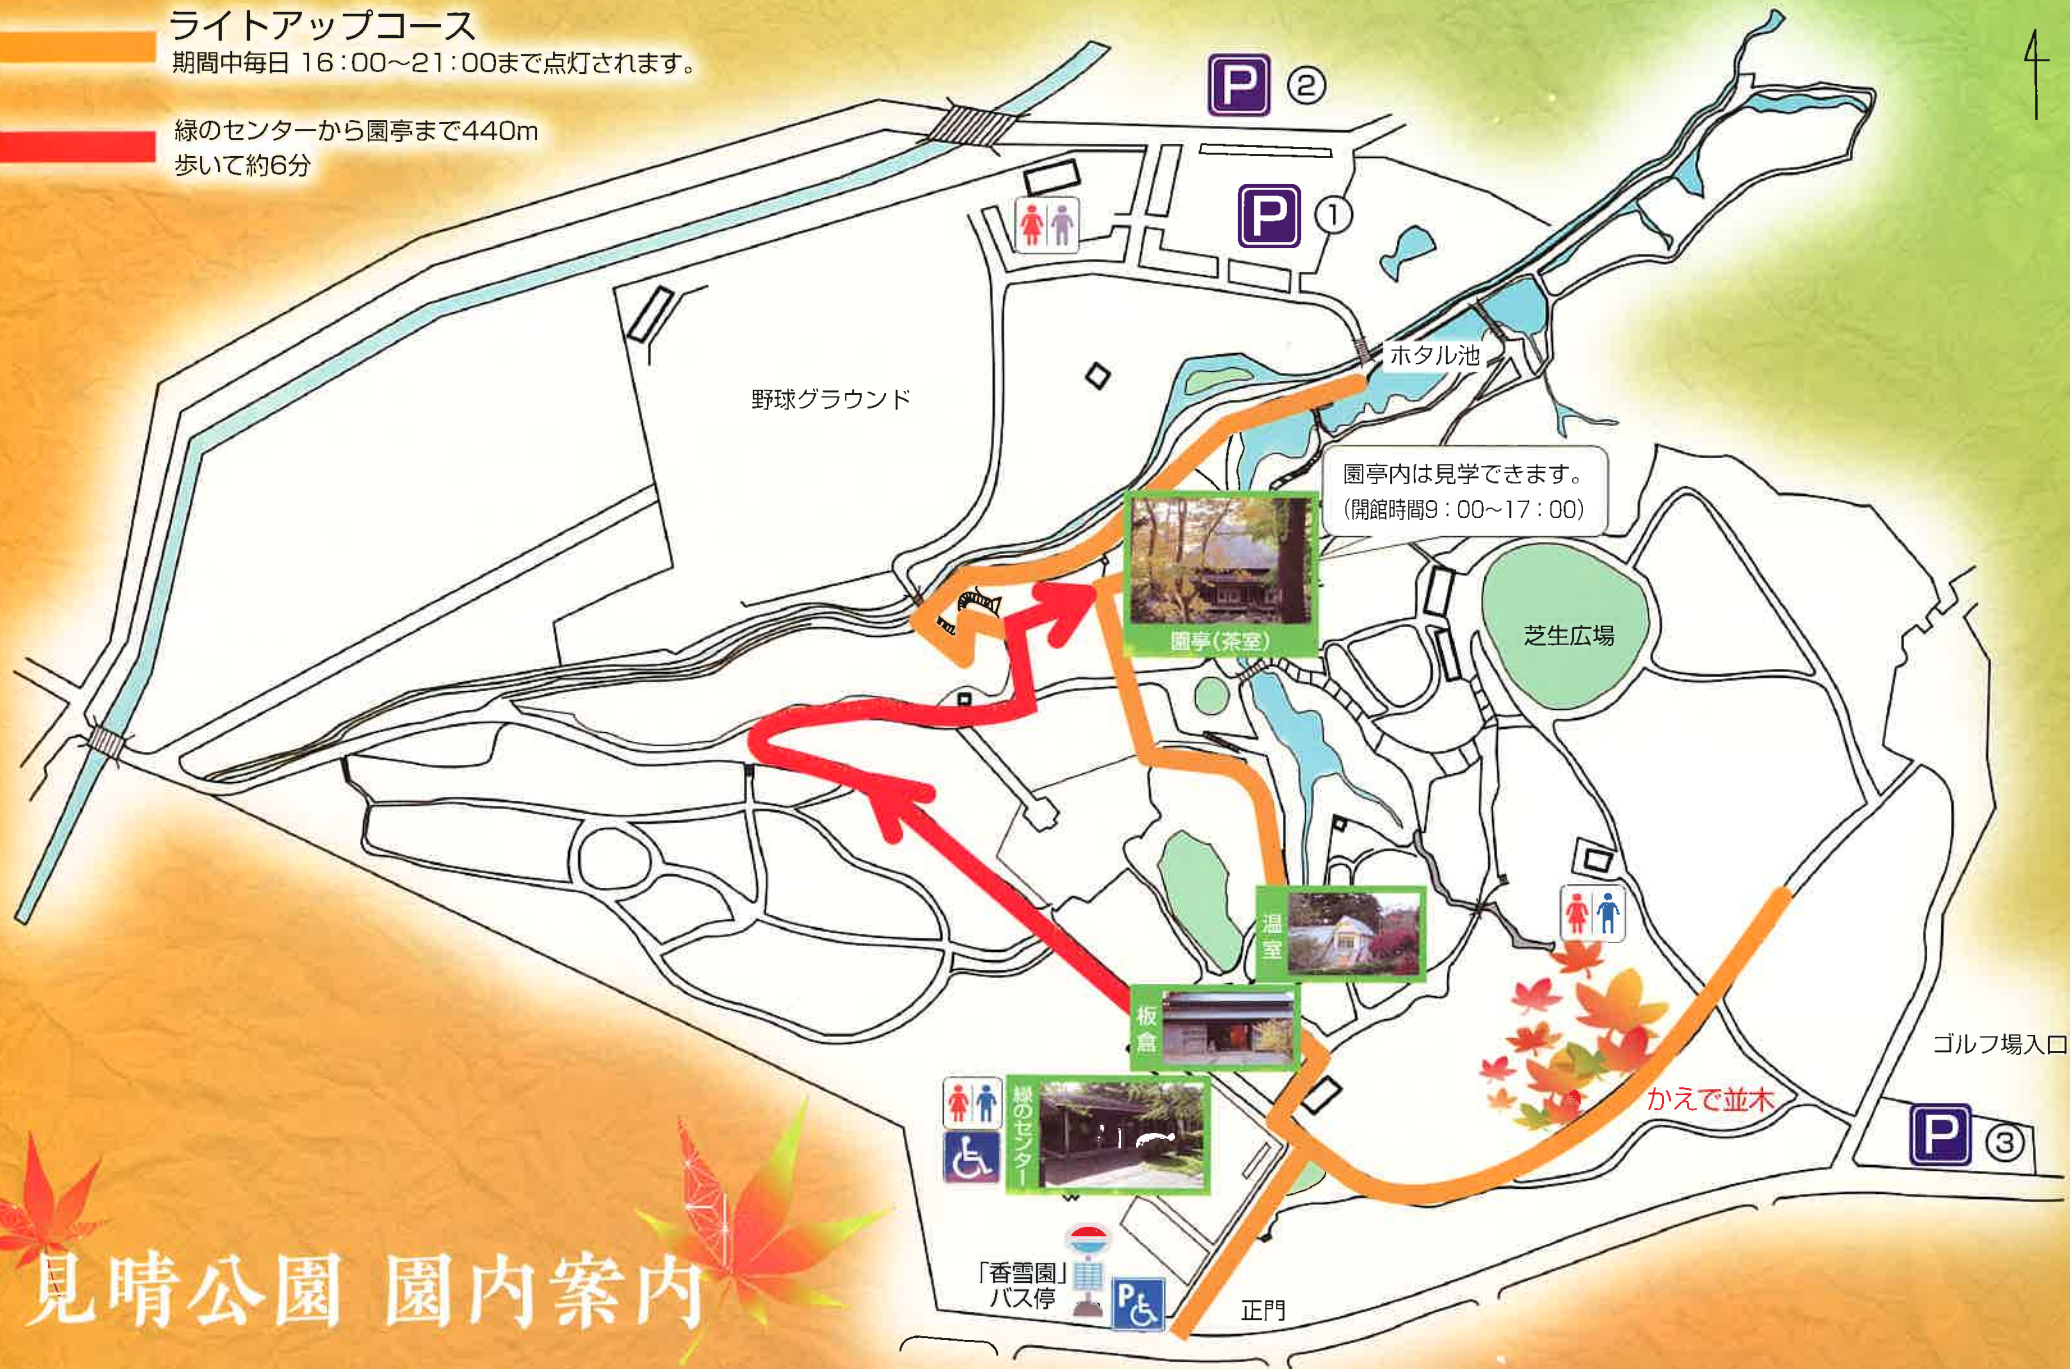 ライトアップコース
期間中毎日 16:00〜21:00まで点灯されます。
緑のセンターから園亭まで440m
歩いて約6分
P ②
P ①
ホタル池
野球グラウンド
園亭内は見学できます。
(開館時間9:00〜17:00)
園亭(茶室)
芝生広場
温室
板倉
緑のセンター
かえで並木
ゴルフ場入口
P ③
「香雪園」
バス停
P
正門
見晴公園 園内案内